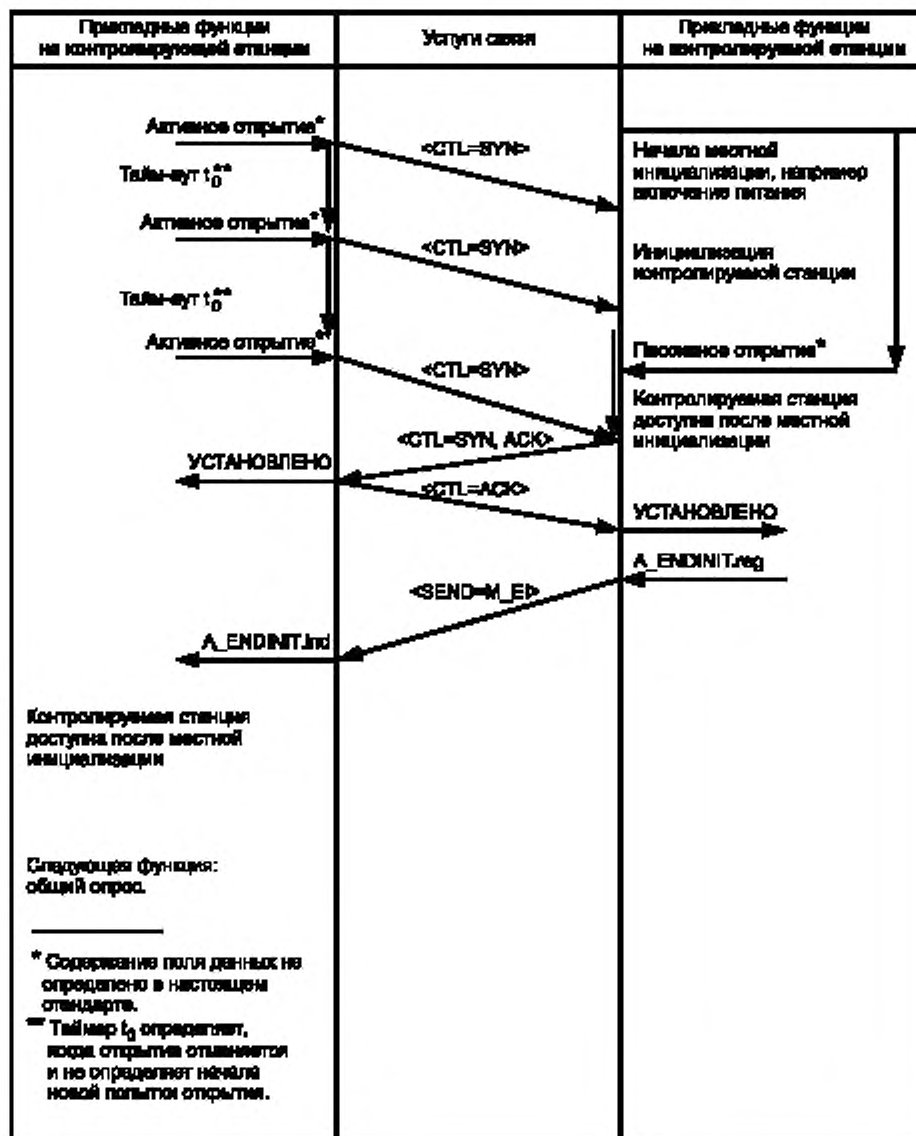 Прикладные функции
на контролирующей станции
Услуги связи
Прикладные функции
на контролируемой станции
Активное открытие*
<CTL=SYN>
Начало местной
инициализации, например
включение питания
Тайм-аут t0**
Активное открытие*
<CTL=SYN>
Инициализация
контролируемой станции
Тайм-аут t0**
Активное открытие*
<CTL=SYN>
Пассивное открытие*
Контролируемая станция
доступна после местной
инициализации
<CTL=SYN, ACK>
УСТАНОВЛЕНО
<CTL=ACK>
УСТАНОВЛЕНО
A_ENDINIT.req
<SEND=M_EI>
A_ENDINIT.ind
Контролируемая станция
доступна после местной
инициализации
Следующая функция:
общий опрос.
* Содержание поля данных не
определено в настоящем
стандарте.
** Таймер t0 определяет,
когда открытие отменяется
и не определяет начала
новой попытки открытия.